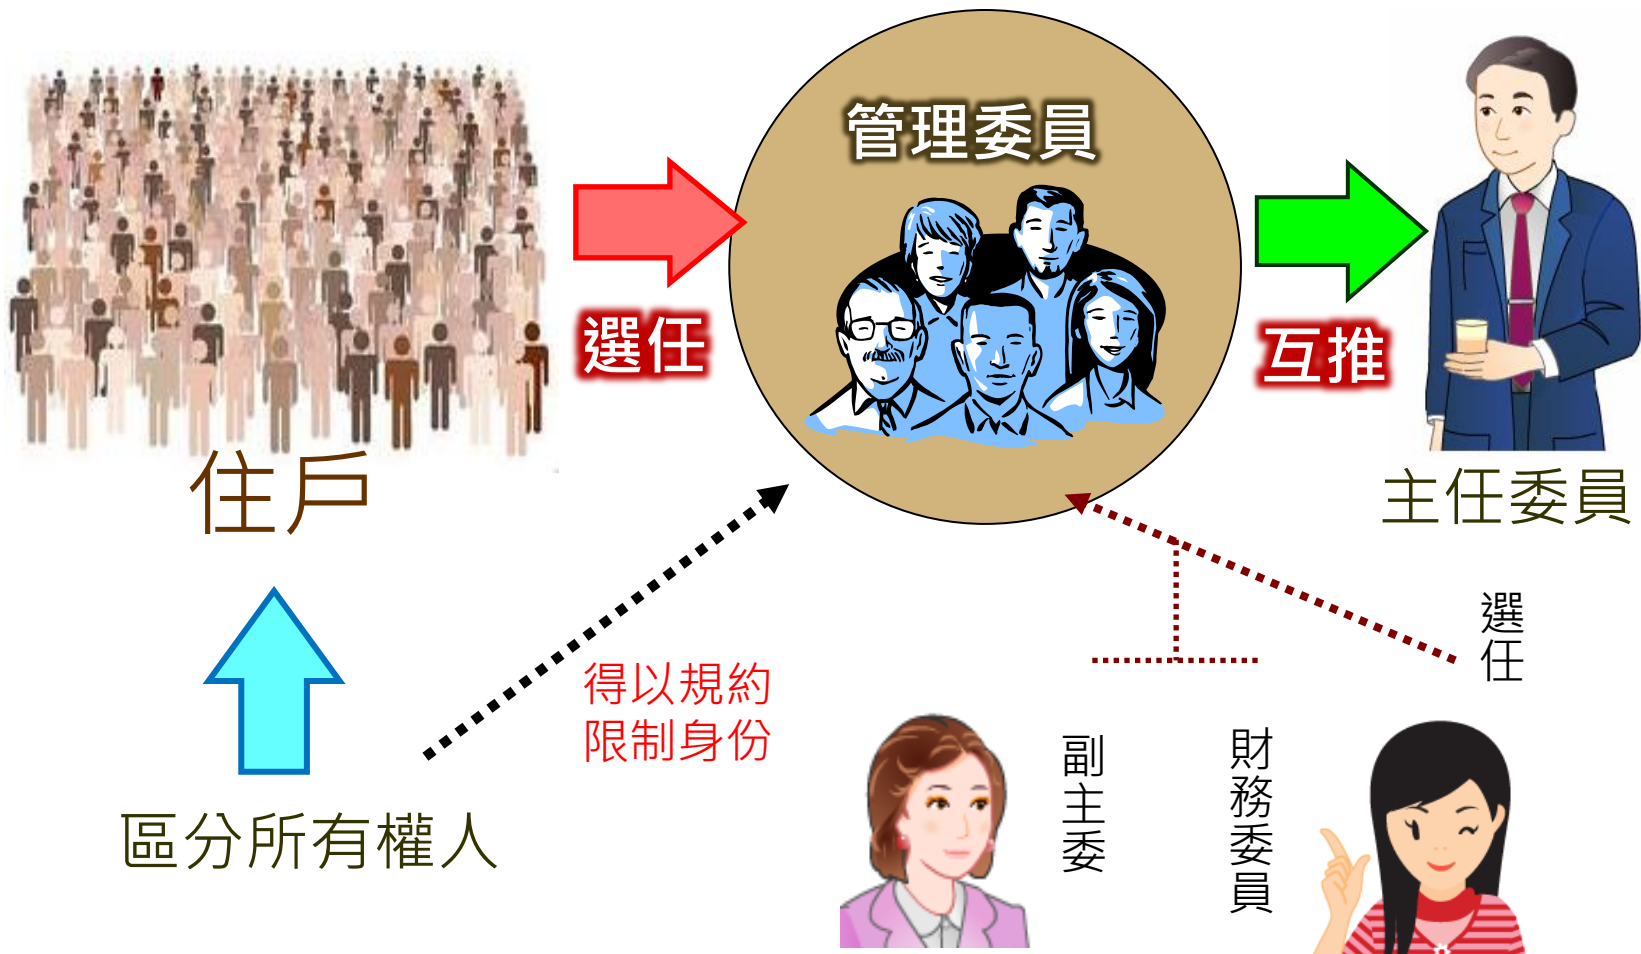 管理委員
選任
互推
住戶
主任委員
選任
得以規約
限制身份
副主委
財務委員
區分所有權人